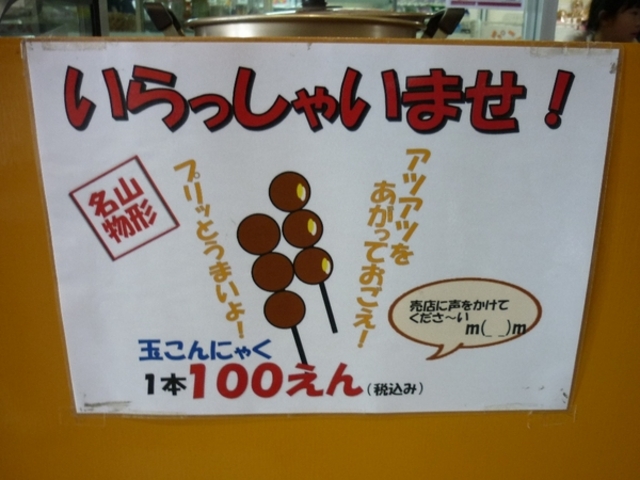 いらっしゃいませ!
山形
名物
アツアツを
あがっておごえ!
プリッとうまいよ!
売店に声をかけて
くださ~い
m(_ _)m
玉こんにゃく
1本100えん(税込み)